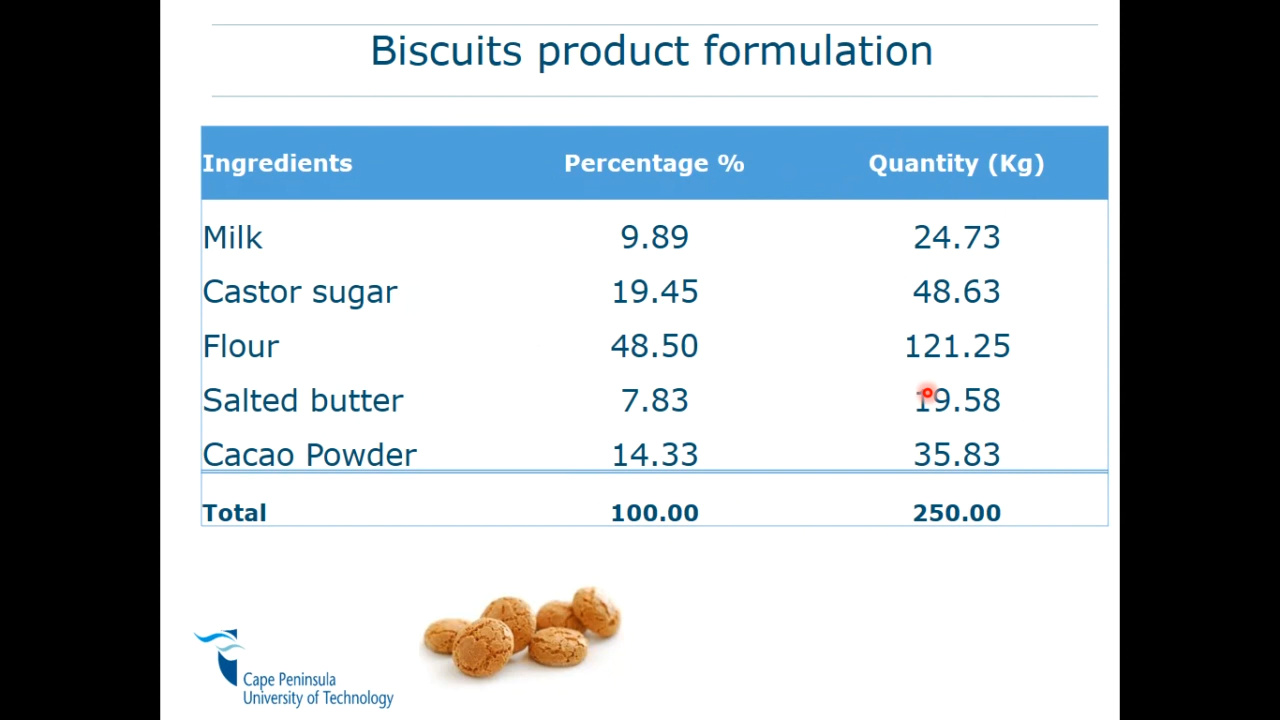 Biscuits product formulation
Ingredients Percentage % Quantity (Kg)
Milk 9.89 24.73
Castor sugar 19.45 48.63
Flour 48.50 121.25
Salted butter 7.83 19.58
Cacao Powder 14.33 35.83
Total 100.00 250.00
Cape Peninsula
University of Technology